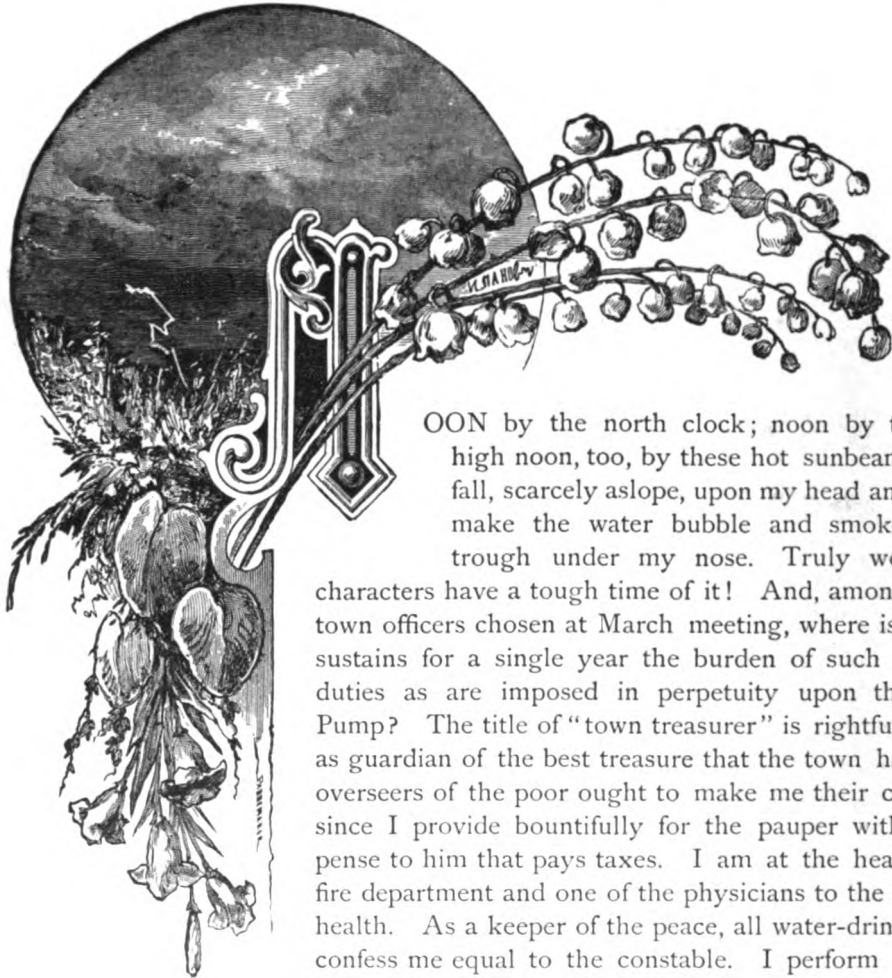 И.ПАНОВ
NOON by the north clock; noon by t
high noon, too, by these hot sunbear
fall, scarcely aslope, upon my head an
make the water bubble and smok
trough under my nose. Truly we
characters have a tough time of it! And, amon
town officers chosen at March meeting, where is
sustains for a single year the burden of such
duties as are imposed in perpetuity upon th
Pump? The title of "town treasurer" is rightfu
as guardian of the best treasure that the town h
overseers of the poor ought to make me their c
since I provide bountifully for the pauper with
pense to him that pays taxes. I am at the hea
fire department and one of the physicians to the
health. As a keeper of the peace, all water-drin
confess me equal to the constable. I perform